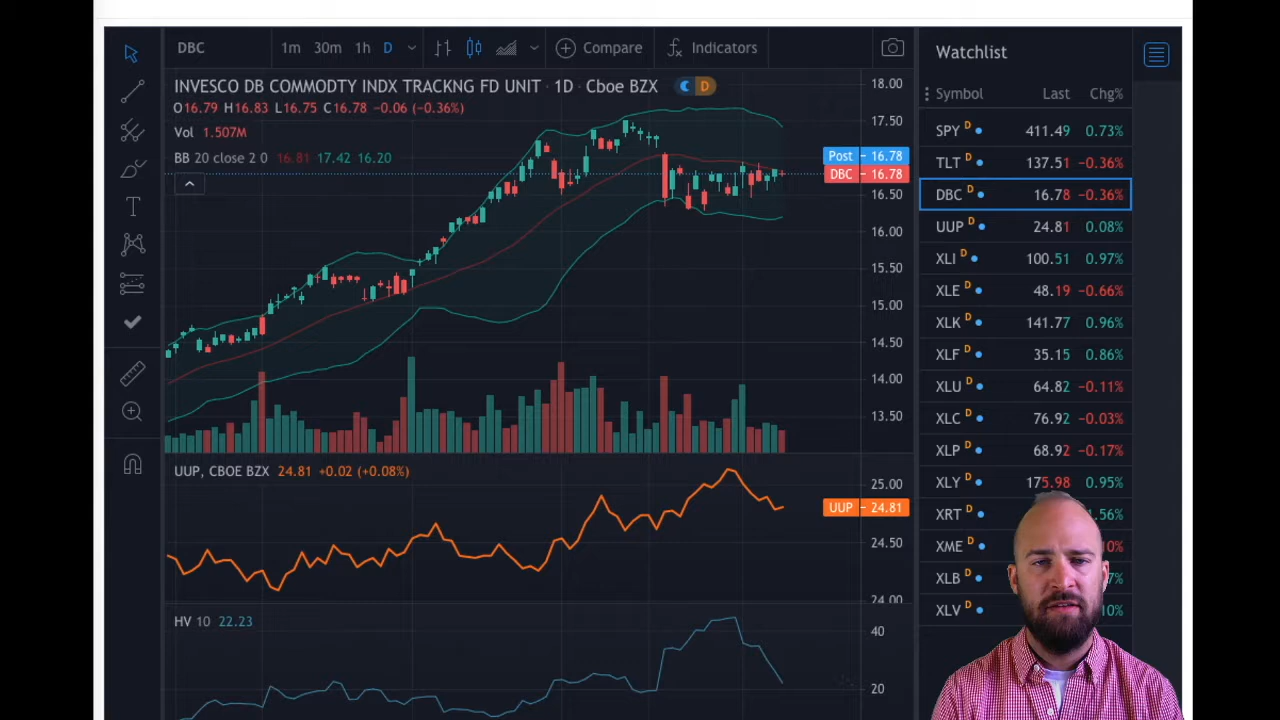 DBC 1m 30m 1h D Compare Indicators
INVESCO DB COMMODTY INDX TRACKNG FD UNIT · 1D · Cboe BZX D
O16.79 H16.83 L16.75 C16.78 −0.06 (−0.36%)
Vol 1.507M
BB 20 close 2 0 16.81 17.42 16.20
18.00
17.50
Post 16.78
DBC 16.78
16.50
16.00
15.50
15.00
14.50
14.00
13.50
UUP, CBOE BZX 24.81 +0.02 (+0.08%)
25.00
UUP 24.81
24.50
24.00
HV 10 22.23
40
20
Watchlist
Symbol Last Chg%
SPY D 411.49 0.73%
TLT D 137.51 −0.36%
DBC D 16.78 −0.36%
UUP D 24.81 0.08%
XLI D 100.51 0.97%
XLE D 48.19 −0.66%
XLK D 141.77 0.96%
XLF D 35.15 0.86%
XLU D 64.82 −0.11%
XLC D 76.92 −0.03%
XLP D 68.92 −0.17%
XLY D 175.98 0.95%
XRT D .56%
XME D 0%
XLB D %
XLV D 0%